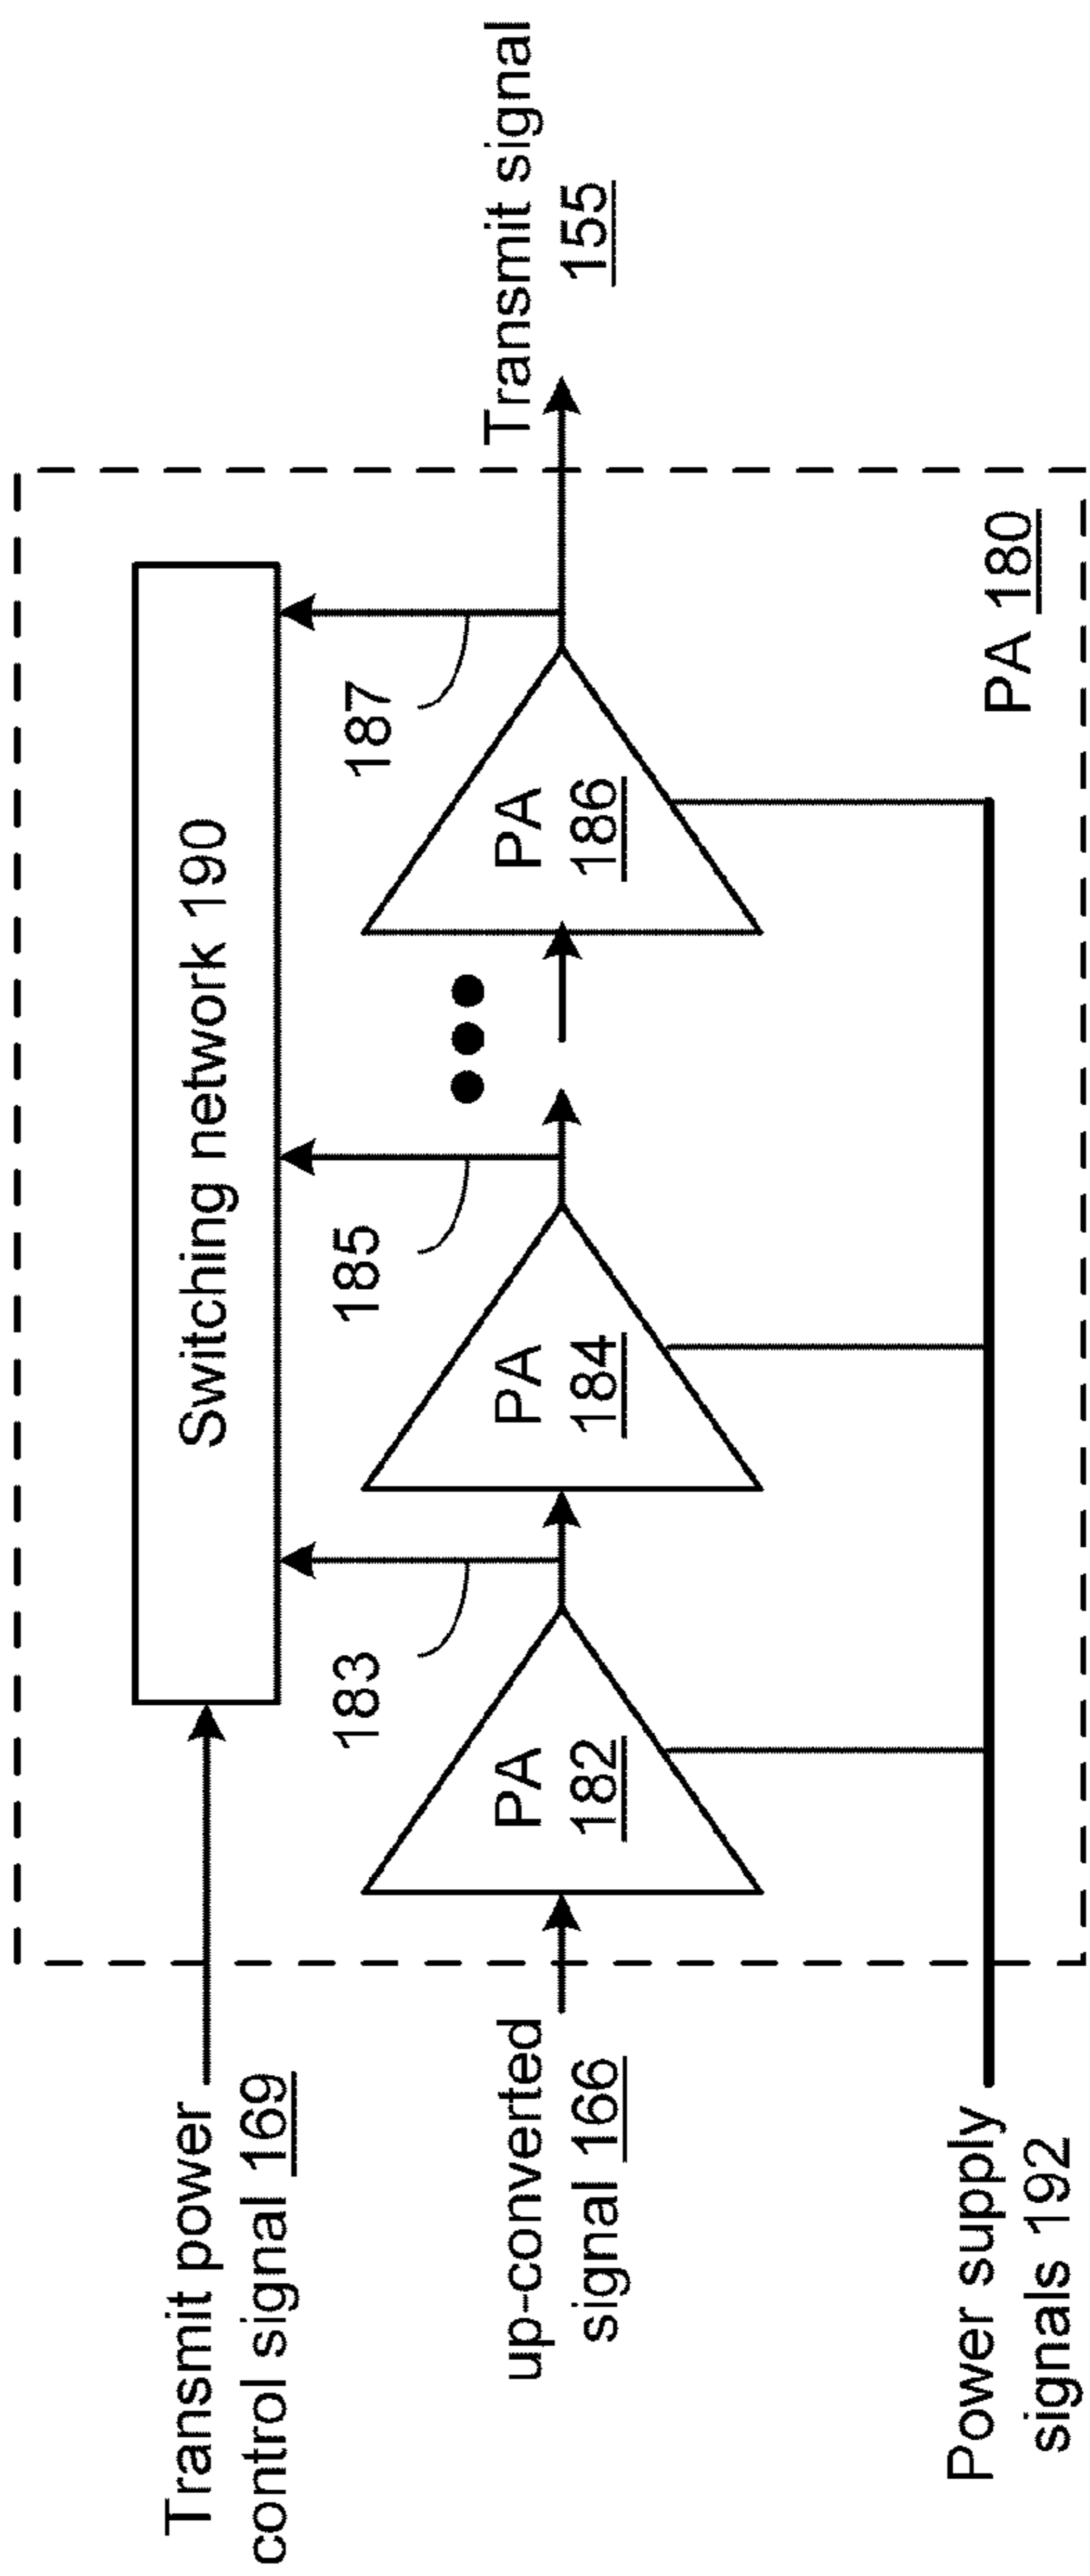 Transmit power
control signal 169
Switching network 190
183
185
187
up-converted
signal 166
PA
182
PA
184
PA
186
Transmit signal
155
Power supply
signals 192
PA 180